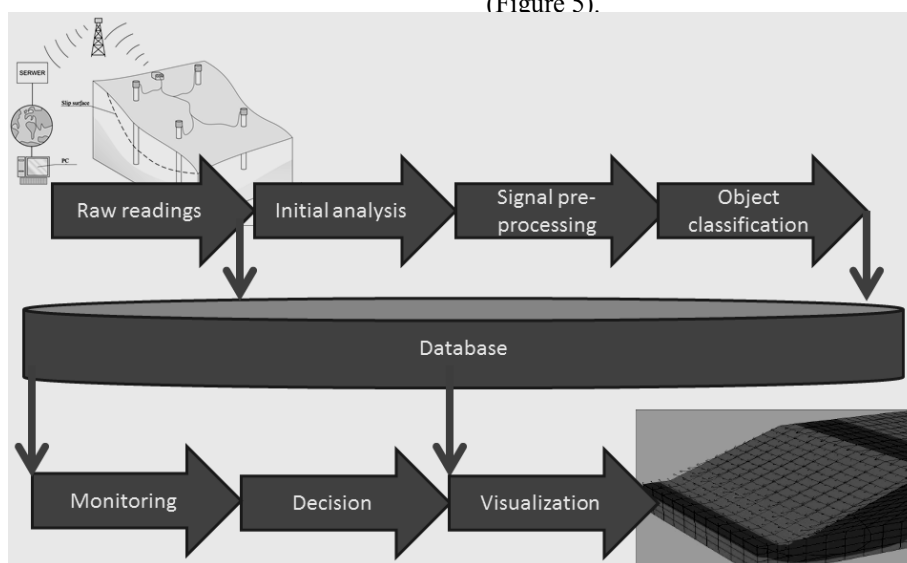 (Figure 5).
SERWER
Slip surface
PC
Raw readings
Initial analysis
Signal pre-
processing
Object
classification
Database
Monitoring
Decision
Visualization